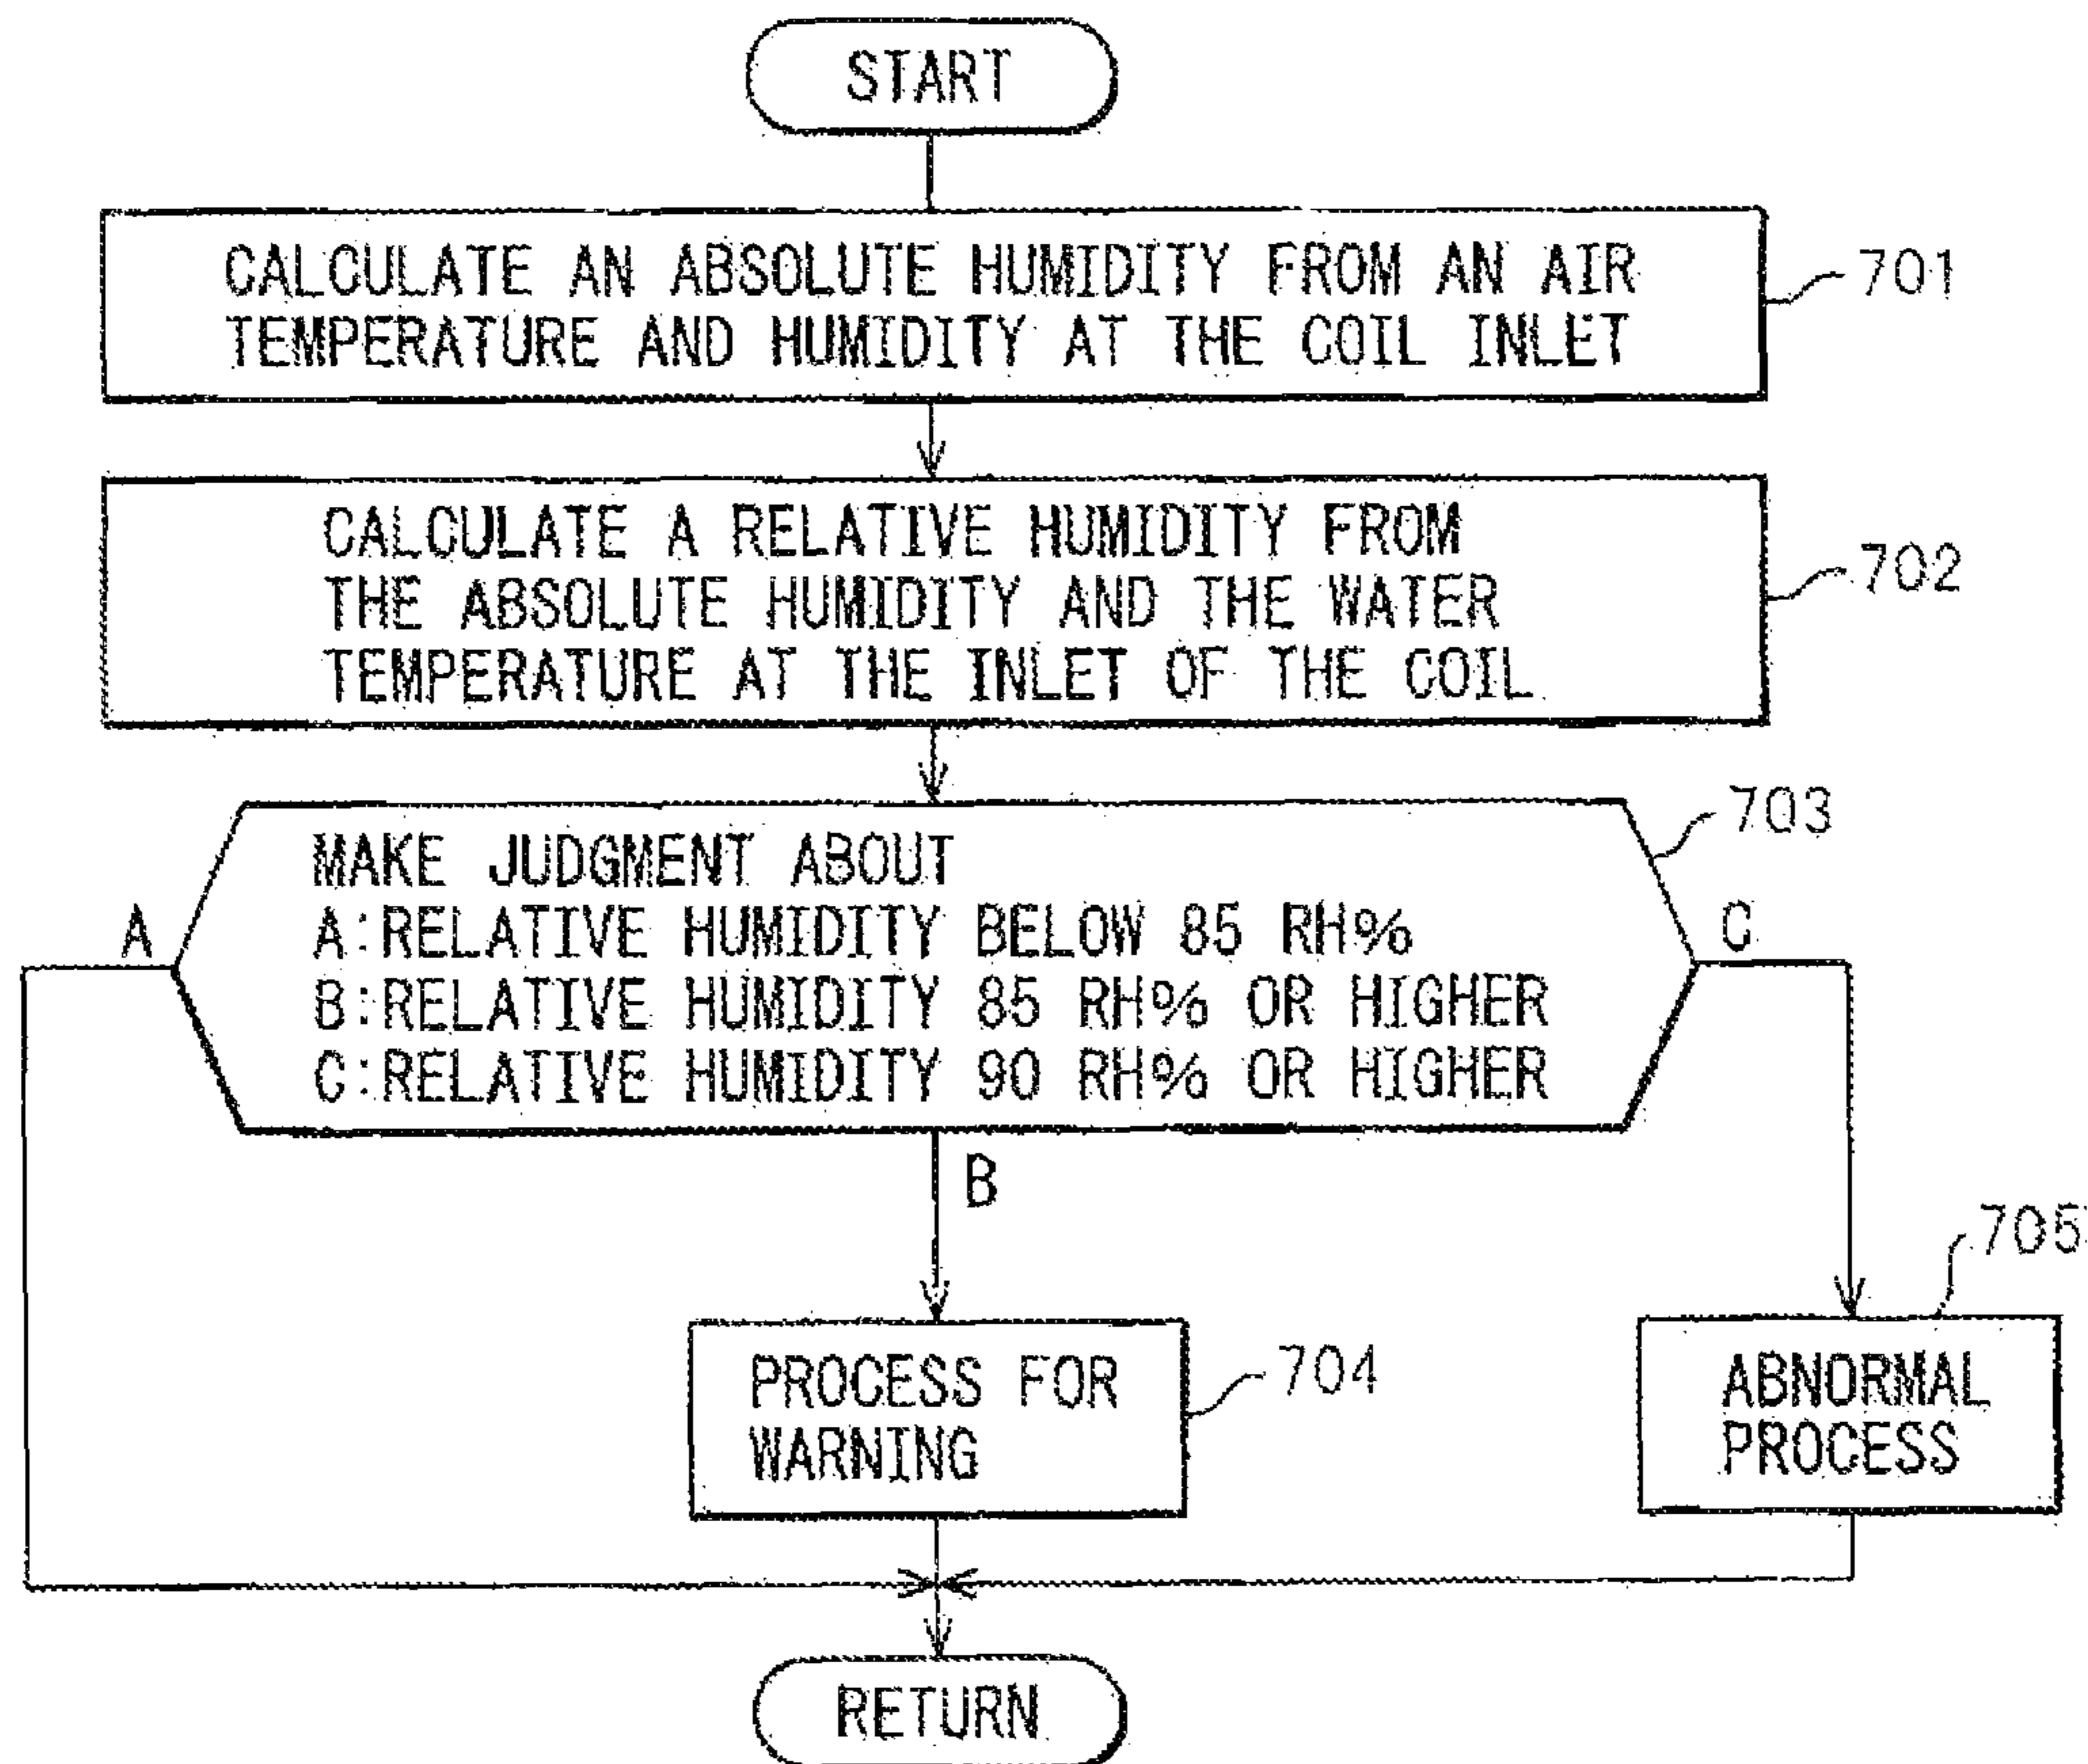 START
CALCULATE AN ABSOLUTE HUMIDITY FROM AN AIR
TEMPERATURE AND HUMIDITY AT THE COIL INLET
701
CALCULATE A RELATIVE HUMIDITY FROM
THE ABSOLUTE HUMIDITY AND THE WATER
TEMPERATURE AT THE INLET OF THE COIL
702
703
MAKE JUDGMENT ABOUT
A:RELATIVE HUMIDITY BELOW 85 RH%
B:RELATIVE HUMIDITY 85 RH% OR HIGHER
C:RELATIVE HUMIDITY 90 RH% OR HIGHER
A
C
B
705
PROCESS FOR
WARNING
704
ABNORMAL
PROCESS
RETURN